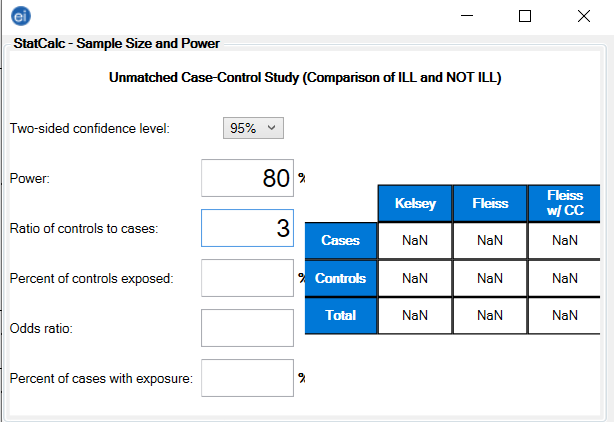 ei
StatCalc - Sample Size and Power
Unmatched Case-Control Study (Comparison of ILL and NOT ILL)
Two-sided confidence level: 95%
Power: 80 %
Ratio of controls to cases: 3
Percent of controls exposed: %
Odds ratio:
Percent of cases with exposure: %
Kelsey Fleiss Fleiss w/ CC
Cases NaN NaN NaN
Controls NaN NaN NaN
Total NaN NaN NaN